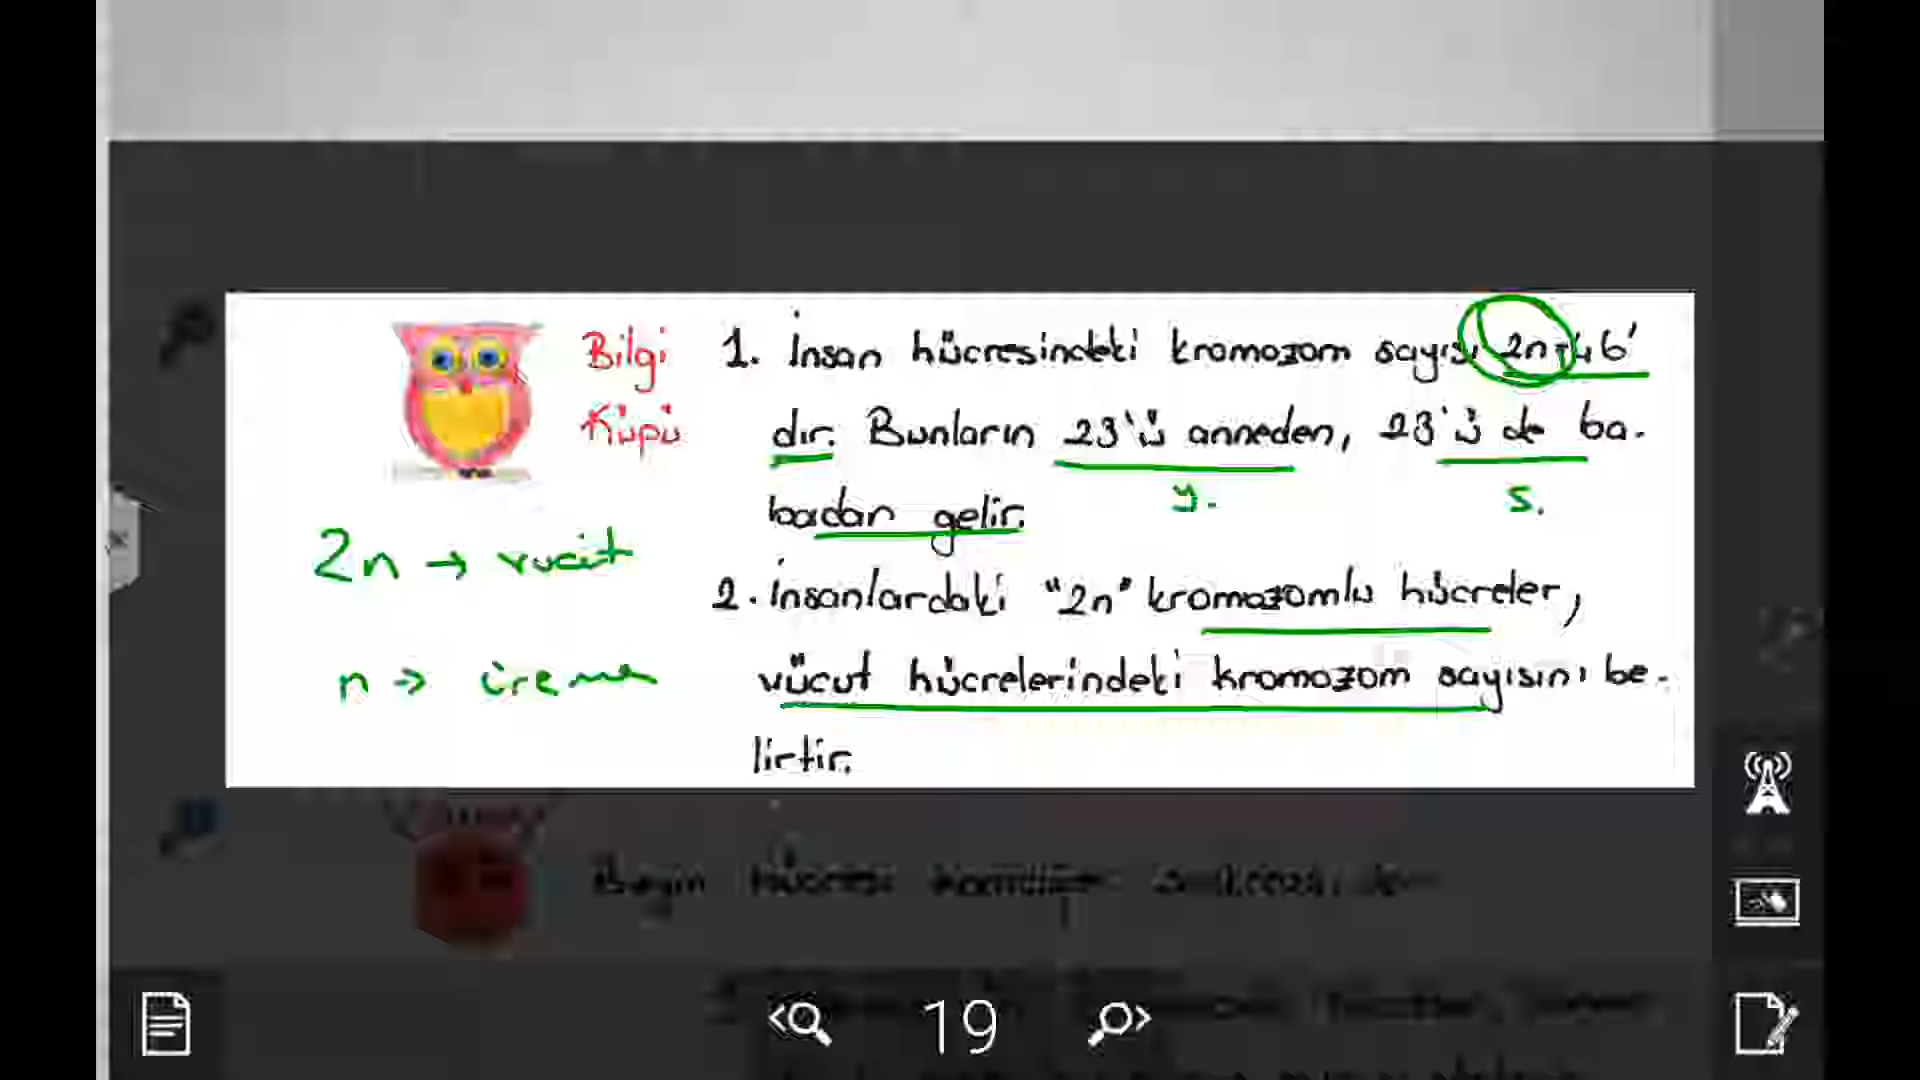 Bilgi
Küpü
1. İnsan hücresindeki kromozom sayısı 2n=46'
dır. Bunların 23'ü anneden, 23'ü de ba-
badan gelir.
y.
s.
2n → vücut
2. İnsanlardaki "2n" kromozomlu hücreler,
n → üreme
vücut hücrelerindeki kromozom sayısını be-
lirtir.
19